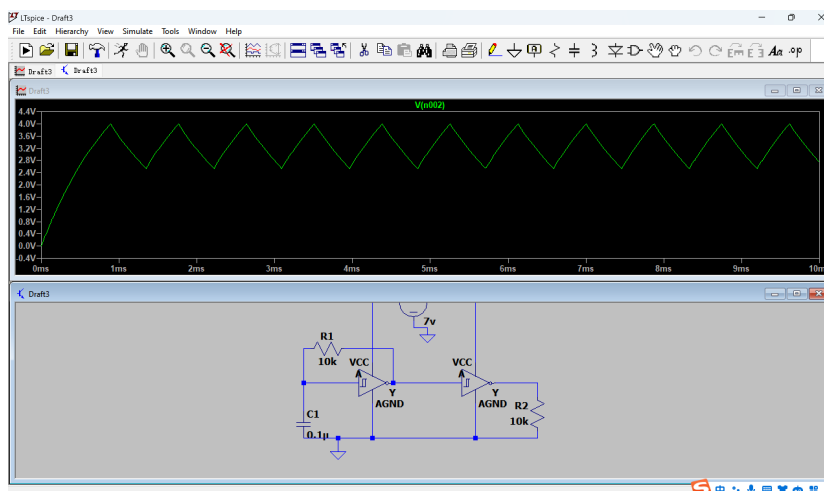 LTspice - Draft3
File Edit Hierarchy View Simulate Tools Window Help
Aa .op
Draft3 Draft3
Draft3
V(n002)
4.4V
4.0V
3.6V
3.2V
2.8V
2.4V
2.0V
1.6V
1.2V
0.8V
0.4V
0.0V
-0.4V
0ms 1ms 2ms 3ms 4ms 5ms 6ms 7ms 8ms 9ms 10m
Draft3
7v
R1
10k
VCC
A
Y
AGND
VCC
A
Y
AGND
R2
10k
C1
0.1µ
中